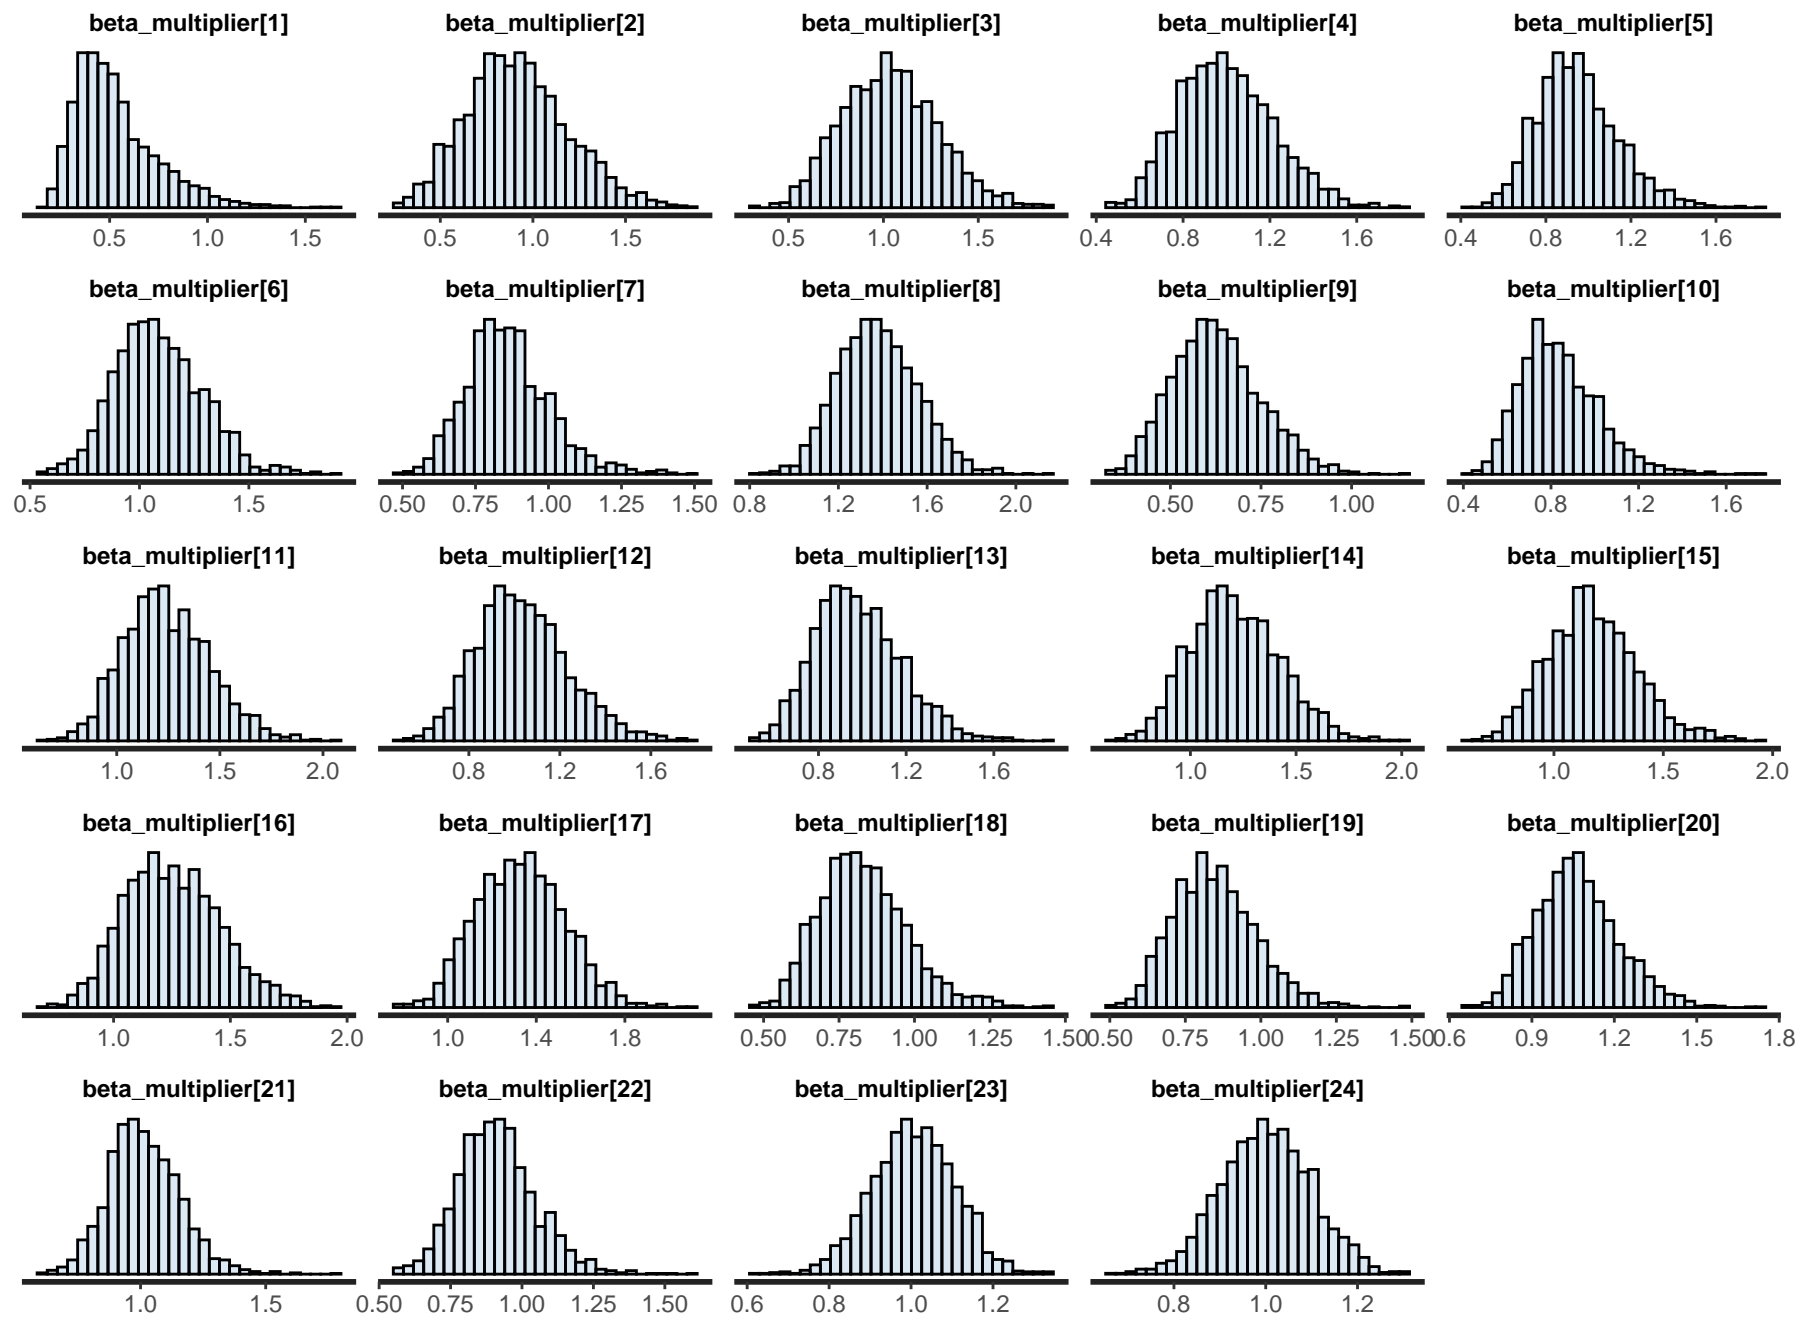 beta_multiplier[1] beta_multiplier[2] beta_multiplier[3] beta_multiplier[4] beta_multiplier[5]
0.5 1.0 1.5 0.5 1.0 1.5 0.5 1.0 1.5 0.4 0.8 1.2 1.6 0.4 0.8 1.2 1.6
beta_multiplier[6] beta_multiplier[7] beta_multiplier[8] beta_multiplier[9] beta_multiplier[10]
0.5 1.0 1.5 0.50 0.75 1.00 1.25 1.50 0.8 1.2 1.6 2.0 0.50 0.75 1.00 0.4 0.8 1.2 1.6
beta_multiplier[11] beta_multiplier[12] beta_multiplier[13] beta_multiplier[14] beta_multiplier[15]
1.0 1.5 2.0 0.8 1.2 1.6 0.8 1.2 1.6 1.0 1.5 2.0 1.0 1.5 2.0
beta_multiplier[16] beta_multiplier[17] beta_multiplier[18] beta_multiplier[19] beta_multiplier[20]
1.0 1.5 2.0 1.0 1.4 1.8 0.50 0.75 1.00 1.25 1.50 0.50 0.75 1.00 1.25 1.50 0.6 0.9 1.2 1.5 1.8
beta_multiplier[21] beta_multiplier[22] beta_multiplier[23] beta_multiplier[24]
1.0 1.5 0.50 0.75 1.00 1.25 1.50 0.6 0.8 1.0 1.2 0.8 1.0 1.2